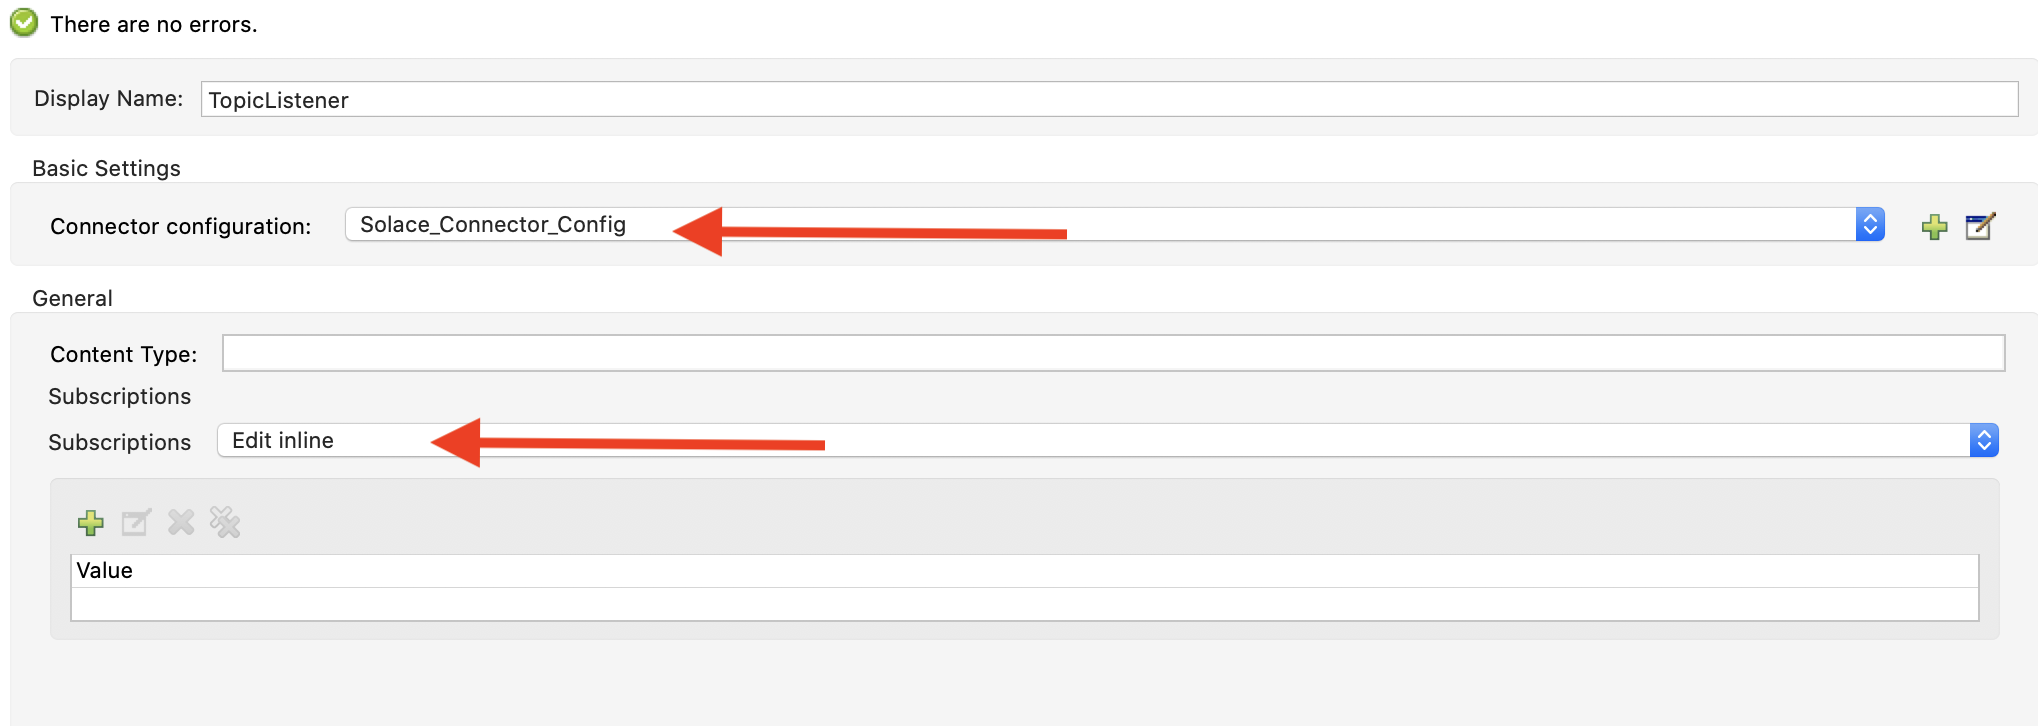 There are no errors.
Display Name: TopicListener
Basic Settings
Connector configuration: Solace_Connector_Config
General
Content Type:
Subscriptions
Subscriptions Edit inline
Value